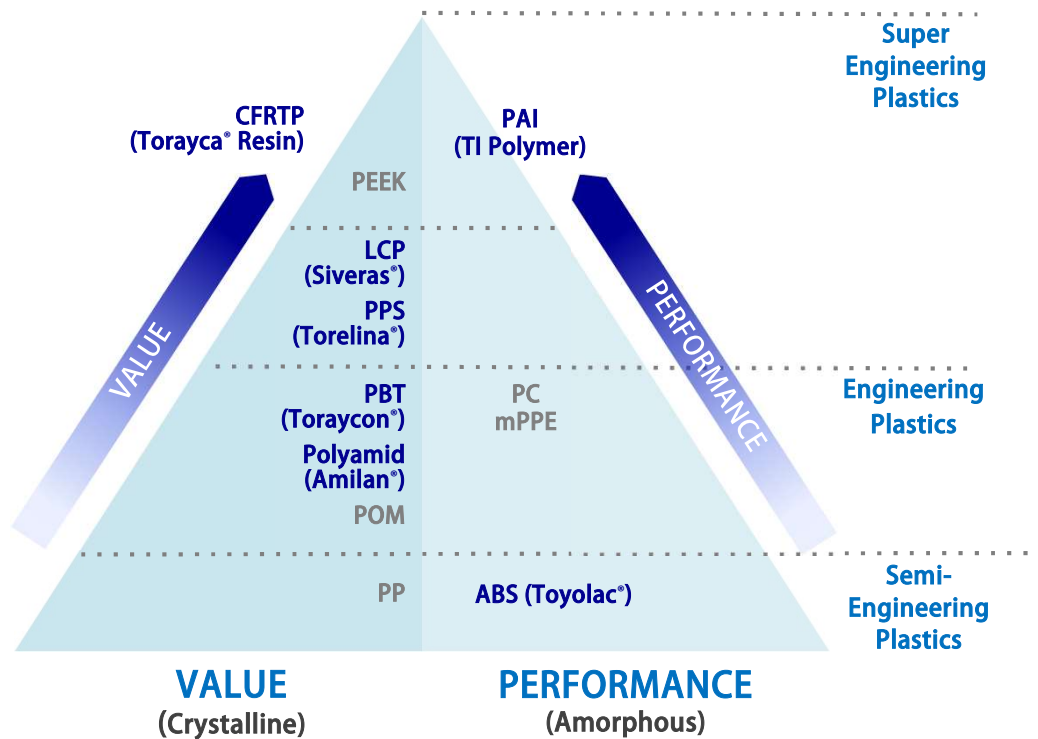 Super
Engineering
Plastics
CFRTP
(Torayca® Resin)
PAI
(TI Polymer)
PEEK
LCP
(Siveras®)
PPS
(Torelina®)
VALUE
PERFORMANCE
PBT
(Toraycon®)
Polyamid
(Amilan®)
POM
PC
mPPE
Engineering
Plastics
PP
ABS (Toyolac®)
Semi-
Engineering
Plastics
VALUE
(Crystalline)
PERFORMANCE
(Amorphous)